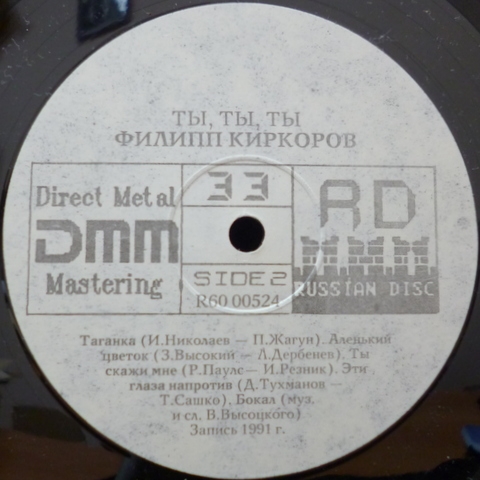 ТЫ, ТЫ, ТЫ
ФИЛИПП КИРКОРОВ
Direct Metal
DMM
Mastering
33
SIDE 2
R60 00524
RD
M.M.M
RUSSIAN DISC
Таганка (И.Николаев — П.Жагун). Аленький
цветок (З.Высокий — Л.Дербенев). Ты
скажи мне (Р.Паулс— И.Резник). Эти
глаза напротив (Д.Тухманов —
Т.Сашко). Бокал (муз.
и сл. В.Высоцкого)
Запись 1991 г.